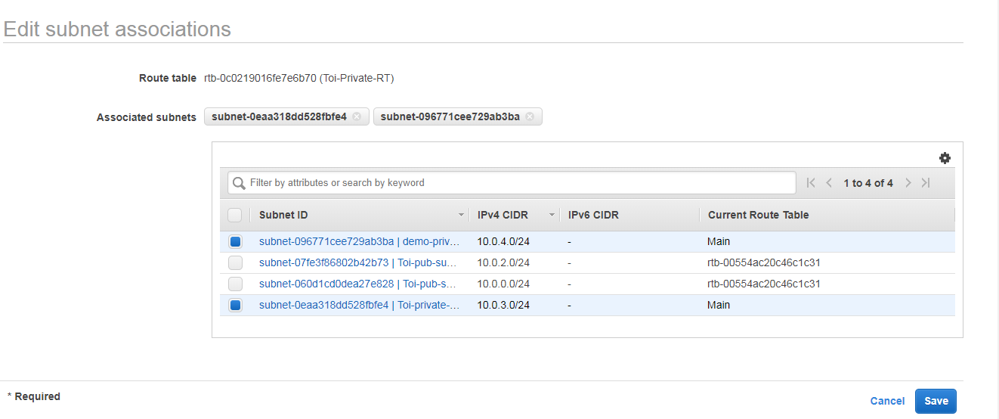 Edit subnet associations
Route table rtb-0c0219016fe7e6b70 (Toi-Private-RT)
Associated subnets subnet-0eaa318dd528fbfe4 subnet-096771cee729ab3ba
Filter by attributes or search by keyword 1 to 4 of 4
Subnet ID IPv4 CIDR IPv6 CIDR Current Route Table
subnet-096771cee729ab3ba | demo-priv... 10.0.4.0/24 - Main
subnet-07fe3f86802b42b73 | Toi-pub-su... 10.0.2.0/24 - rtb-00554ac20c46c1c31
subnet-060d1cd0dea27e828 | Toi-pub-s... 10.0.0.0/24 - rtb-00554ac20c46c1c31
subnet-0eaa318dd528fbfe4 | Toi-private-... 10.0.3.0/24 - Main
* Required
Cancel Save